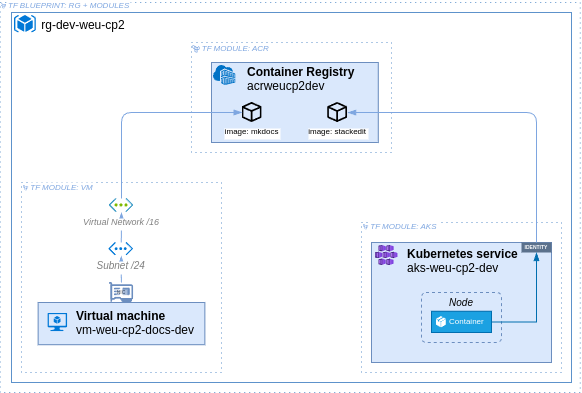 TF BLUEPRINT: RG + MODULES
rg-dev-weu-cp2
TF MODULE: ACR
Container Registry
acrweucp2dev
image: mkdocs
image: stackedit
TF MODULE: VM
Virtual Network /16
Subnet /24
Virtual machine
vm-weu-cp2-docs-dev
TF MODULE: AKS
IDENTITY
Kubernetes service
aks-weu-cp2-dev
Node
Container